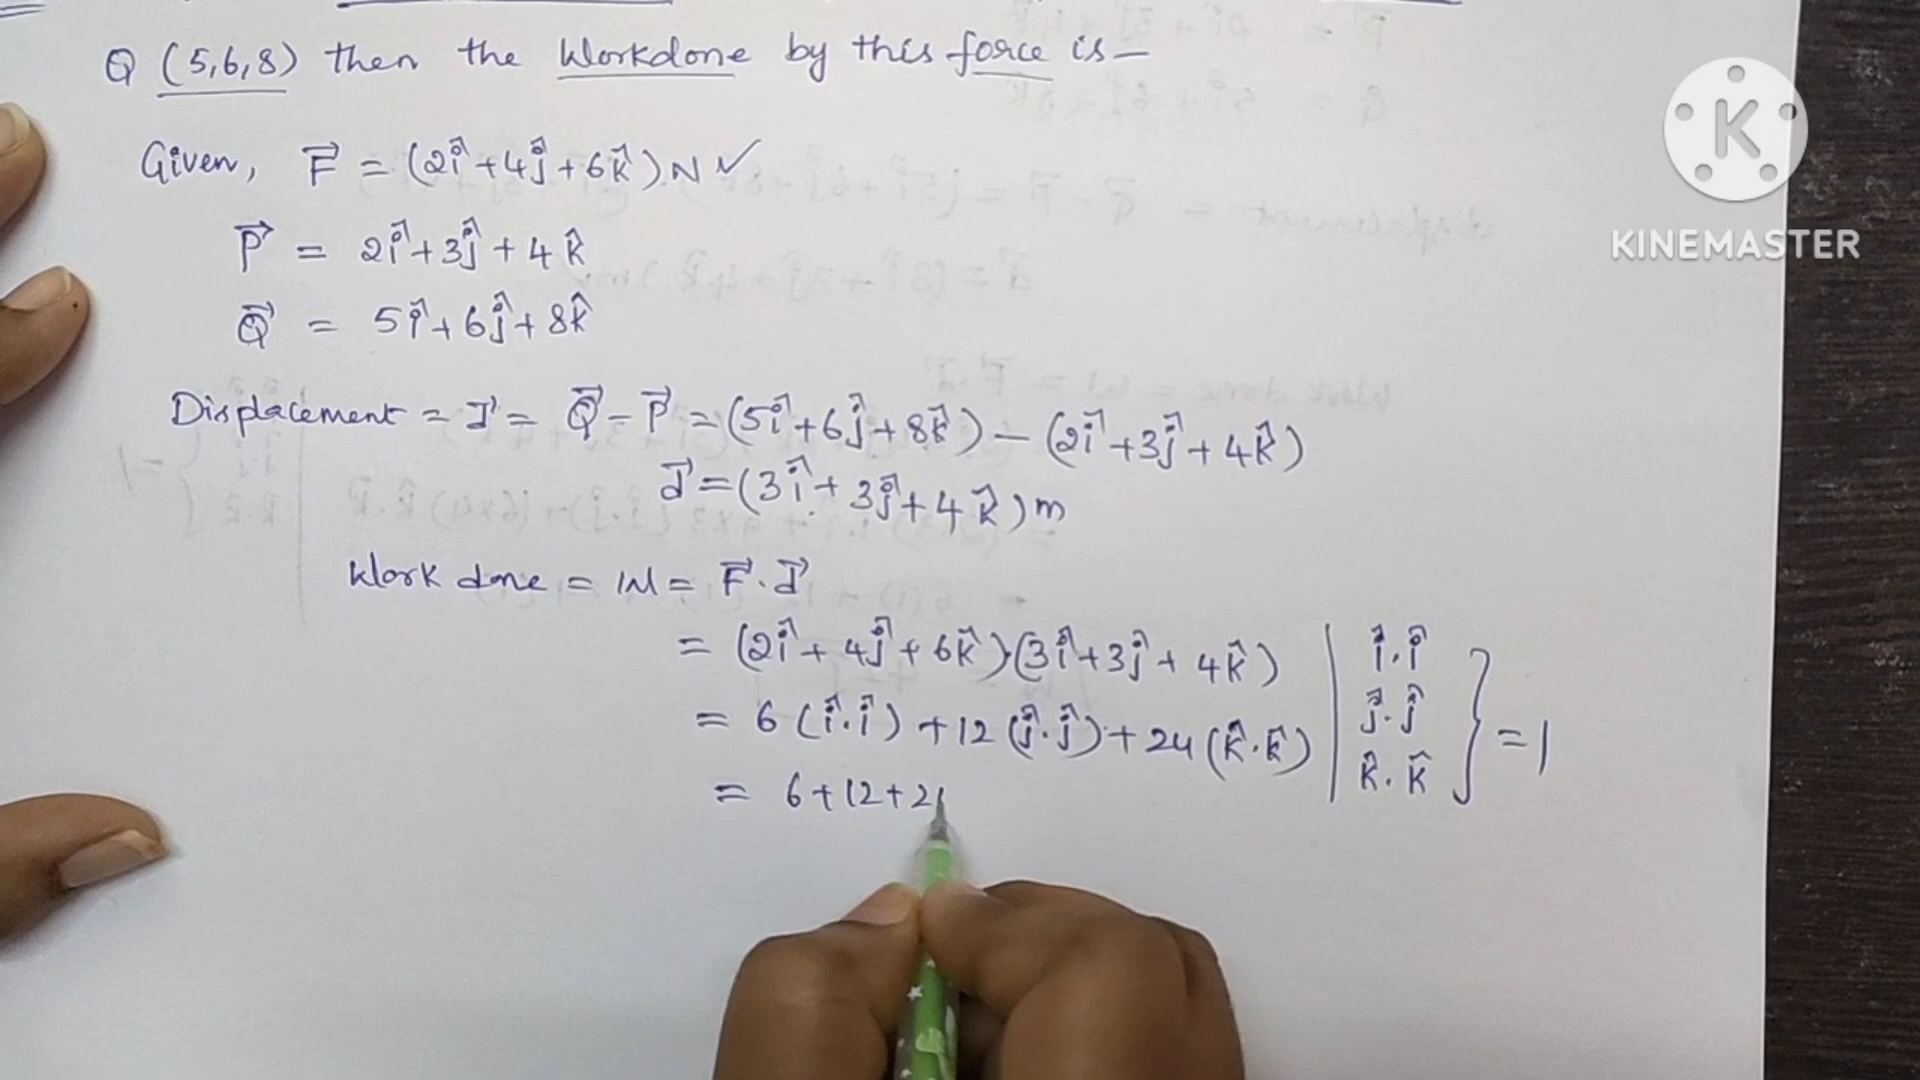 Q (5,6,8) then the Workdone by this force is —
Given, F⃗ = (2î+4ĵ+6k̂) N ✓
P⃗ = 2î+3ĵ+4k̂
Q⃗ = 5î+6ĵ+8k̂
Displacement = d⃗ = Q⃗ − P⃗ = (5î+6ĵ+8k̂) − (2î+3ĵ+4k̂)
d⃗ = (3î+3ĵ+4k̂) m
Work done = W = F⃗ . d⃗
= (2î+4ĵ+6k̂).(3î+3ĵ+4k̂)
= 6(î.î)+12(ĵ.ĵ)+24(k̂.k̂)
= 6+12+2
î.î
ĵ.ĵ
k̂.k̂
} = 1
K
KINEMASTER